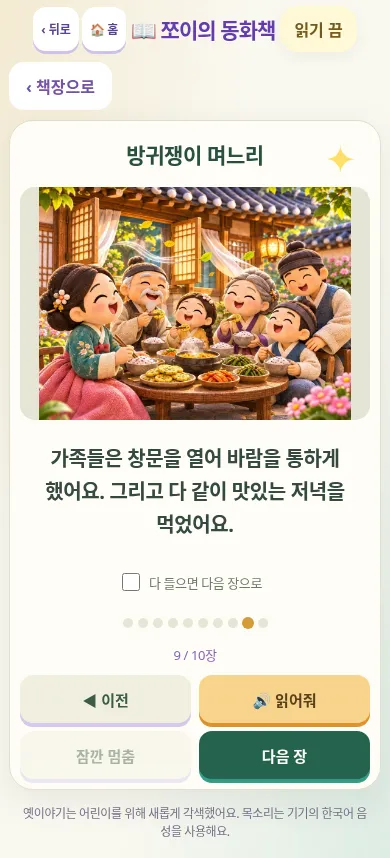 ‹ 뒤로 🏠 홈 📖 쪼이의 동화책 읽기 끔
‹ 책장으로
방귀쟁이 며느리
가족들은 창문을 열어 바람을 통하게
했어요. 그리고 다 같이 맛있는 저녁을
먹었어요.
다 들으면 다음 장으로
9 / 10장
◀ 이전 🔊 읽어줘
잠깐 멈춤 다음 장
옛이야기는 어린이를 위해 새롭게 각색했어요. 목소리는 기기의 한국어 음
성을 사용해요.